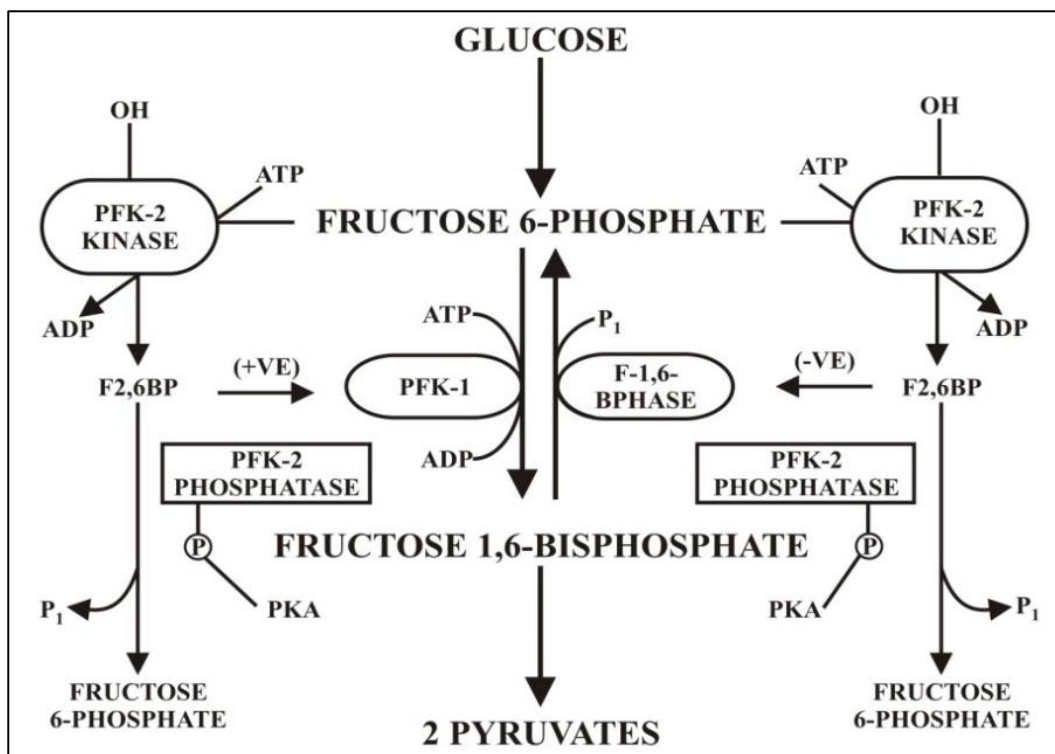 GLUCOSE
OH
OH
ATP
ATP
PFK-2
KINASE
FRUCTOSE 6-PHOSPHATE
PFK-2
KINASE
ADP
ATP
P₁
ADP
F2,6BP
(+VE)
PFK-1
F-1,6-
BPHASE
(-VE)
F2,6BP
ADP
PFK-2
PHOSPHATASE
PFK-2
PHOSPHATASE
P
FRUCTOSE 1,6-BISPHOSPHATE
P
P₁
PKA
PKA
P₁
FRUCTOSE
6-PHOSPHATE
2 PYRUVATES
FRUCTOSE
6-PHOSPHATE